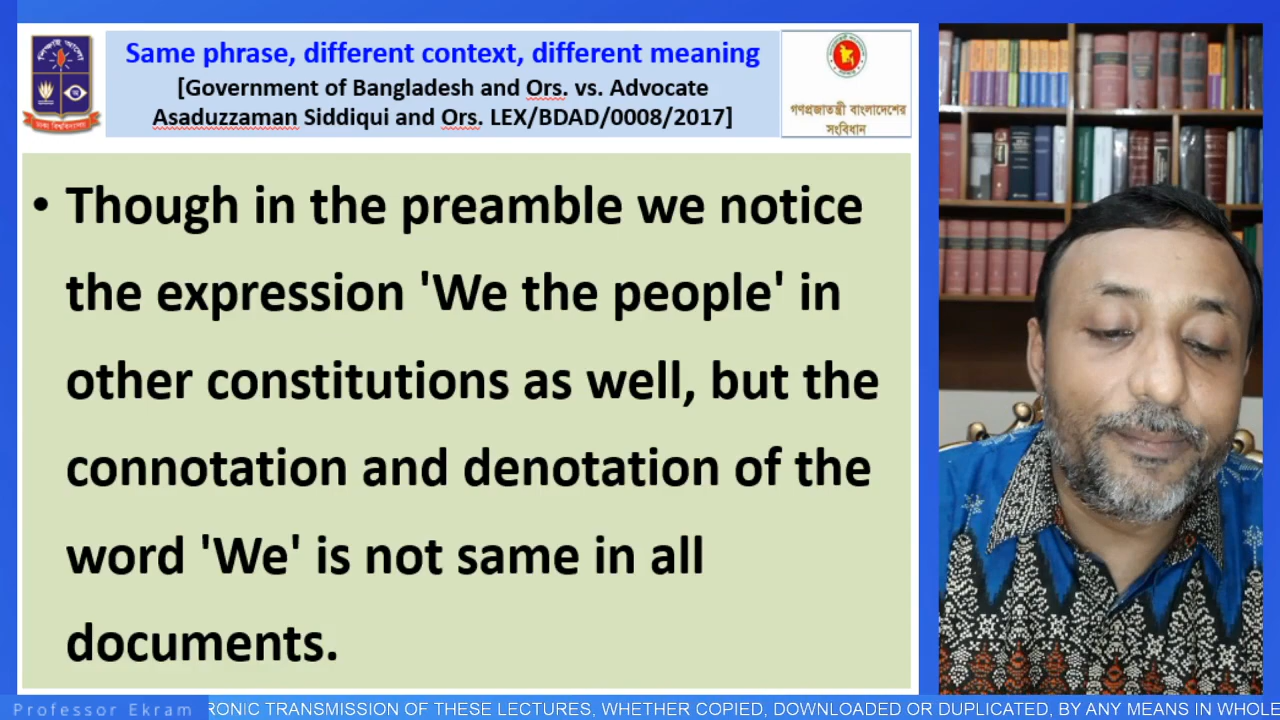 Same phrase, different context, different meaning
[Government of Bangladesh and Ors. vs. Advocate
Asaduzzaman Siddiqui and Ors. LEX/BDAD/0008/2017]
গণপ্রজাতন্ত্রী বাংলাদেশের
সংবিধান
• Though in the preamble we notice
the expression 'We the people' in
other constitutions as well, but the
connotation and denotation of the
word 'We' is not same in all
documents.
Professor Ekram
RONIC TRANSMISSION OF THESE LECTURES, WHETHER COPIED, DOWNLOADED OR DUPLICATED, BY ANY MEANS IN WHOLE